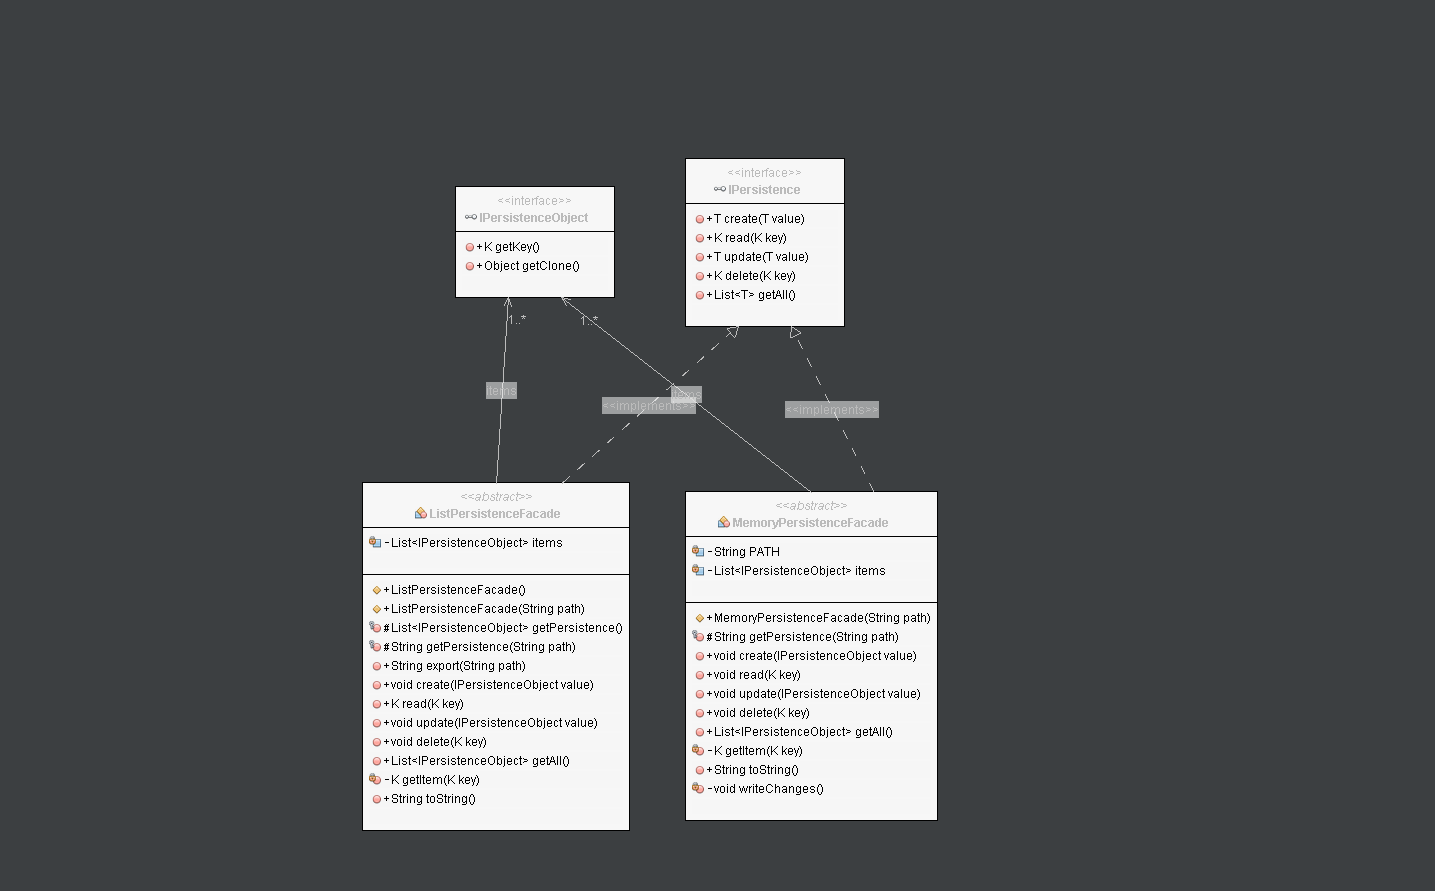 <<interface>>
IPersistenceObject
+K getKey()
+Object getClone()
<<interface>>
IPersistence
+T create(T value)
+K read(K key)
+T update(T value)
+K delete(K key)
+List<T> getAll()
1..*
1..*
items
items
<<implements>>
<<implements>>
<<abstract>>
ListPersistenceFacade
-List<IPersistenceObject> items
+ListPersistenceFacade()
+ListPersistenceFacade(String path)
#List<IPersistenceObject> getPersistence()
#String getPersistence(String path)
+String export(String path)
+void create(IPersistenceObject value)
+K read(K key)
+void update(IPersistenceObject value)
+void delete(K key)
+List<IPersistenceObject> getAll()
-K getItem(K key)
+String toString()
<<abstract>>
MemoryPersistenceFacade
-String PATH
-List<IPersistenceObject> items
+MemoryPersistenceFacade(String path)
#String getPersistence(String path)
+void create(IPersistenceObject value)
+void read(K key)
+void update(IPersistenceObject value)
+void delete(K key)
+List<IPersistenceObject> getAll()
-K getItem(K key)
+String toString()
-void writeChanges()